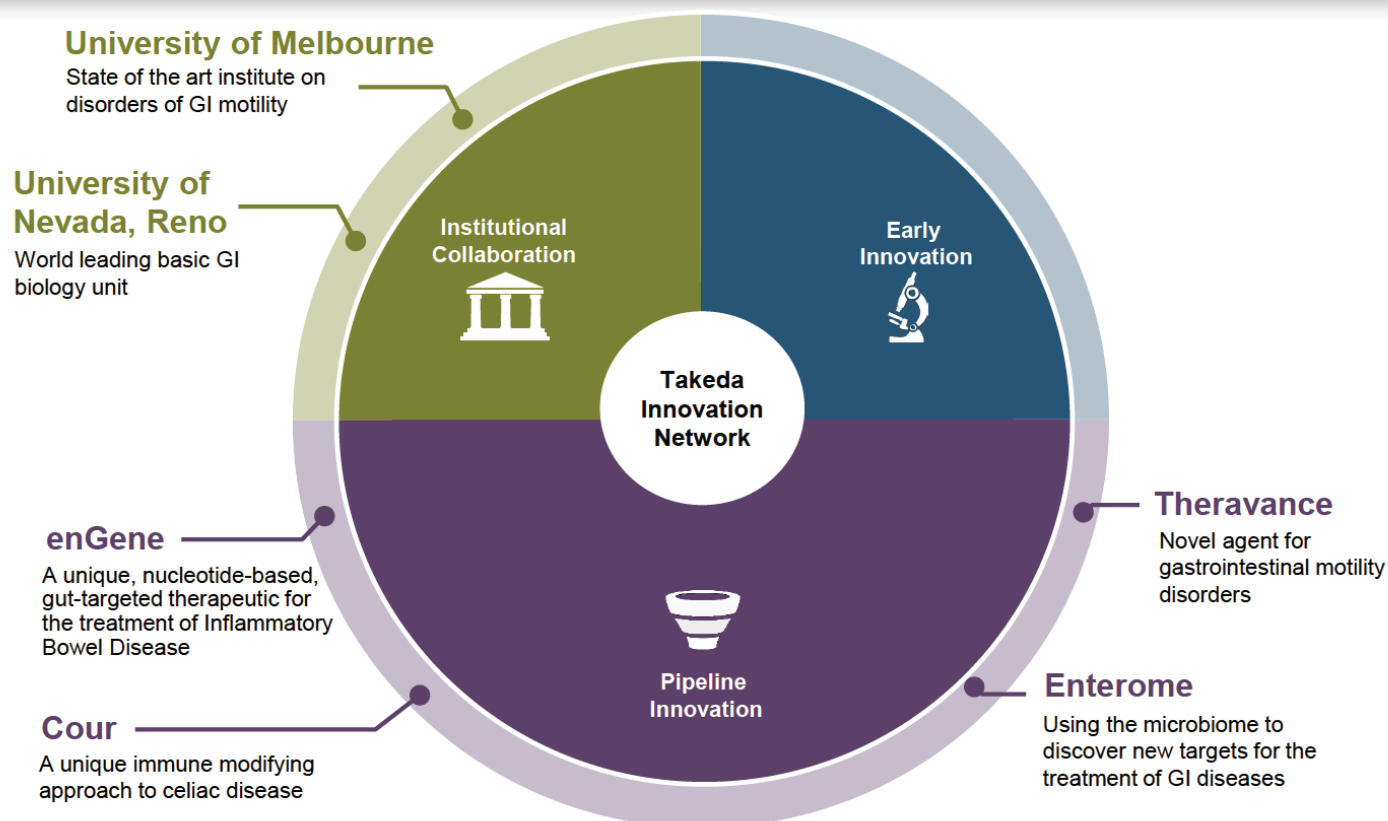 University of Melbourne
State of the art institute on
disorders of GI motility
University of
Nevada, Reno
World leading basic GI
biology unit
Institutional
Collaboration
Early
Innovation
Takeda
Innovation
Network
enGene
A unique, nucleotide-based,
gut-targeted therapeutic for
the treatment of Inflammatory
Bowel Disease
Cour
A unique immune modifying
approach to celiac disease
Pipeline
Innovation
Theravance
Novel agent for
gastrointestinal motility
disorders
Enterome
Using the microbiome to
discover new targets for the
treatment of GI diseases